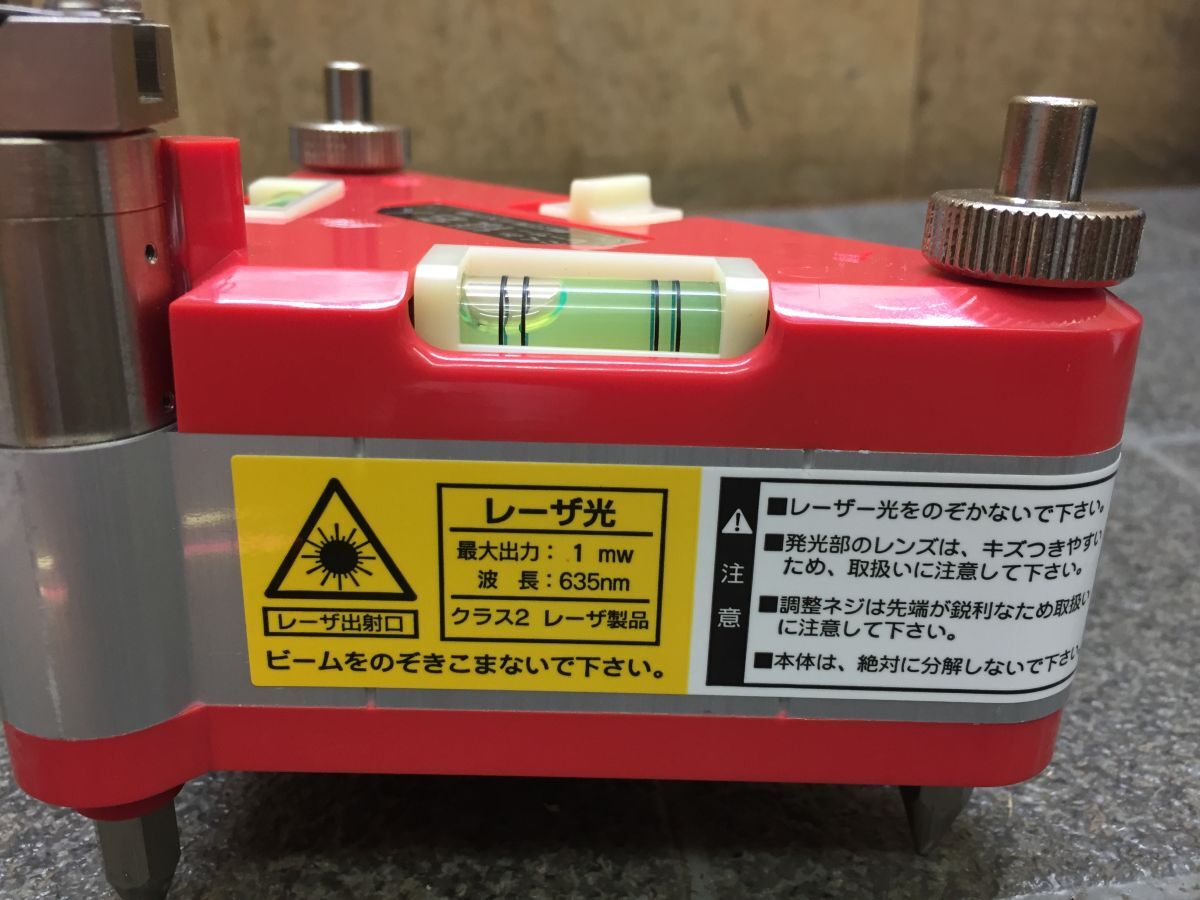 レーザ光
最大出力：1 mw
波 長：635nm
クラス2 レーザ製品
レーザ出射口
ビームをのぞきこまないで下さい。
注意
■レーザー光をのぞかないで下さい。
■発光部のレンズは、キズつきやすい
ため、取扱いに注意して下さい。
■調整ネジは先端が鋭利なため取扱い
に注意して下さい。
■本体は、絶対に分解しないで下さい